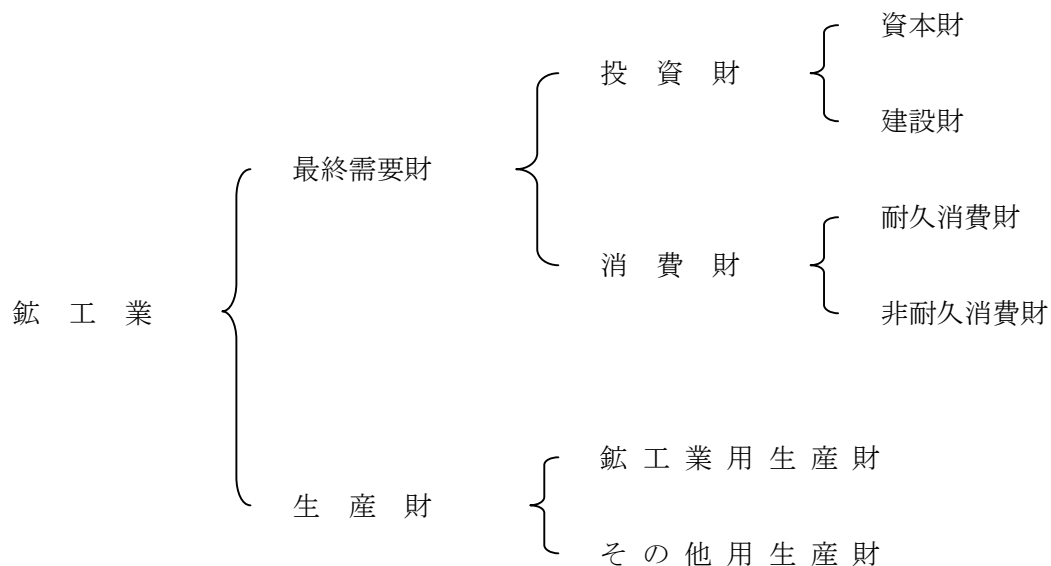 資本財
投資財
建設財
最終需要財
耐久消費財
消費財
鉱工業
非耐久消費財
鉱工業用生産財
生産財
その他用生産財